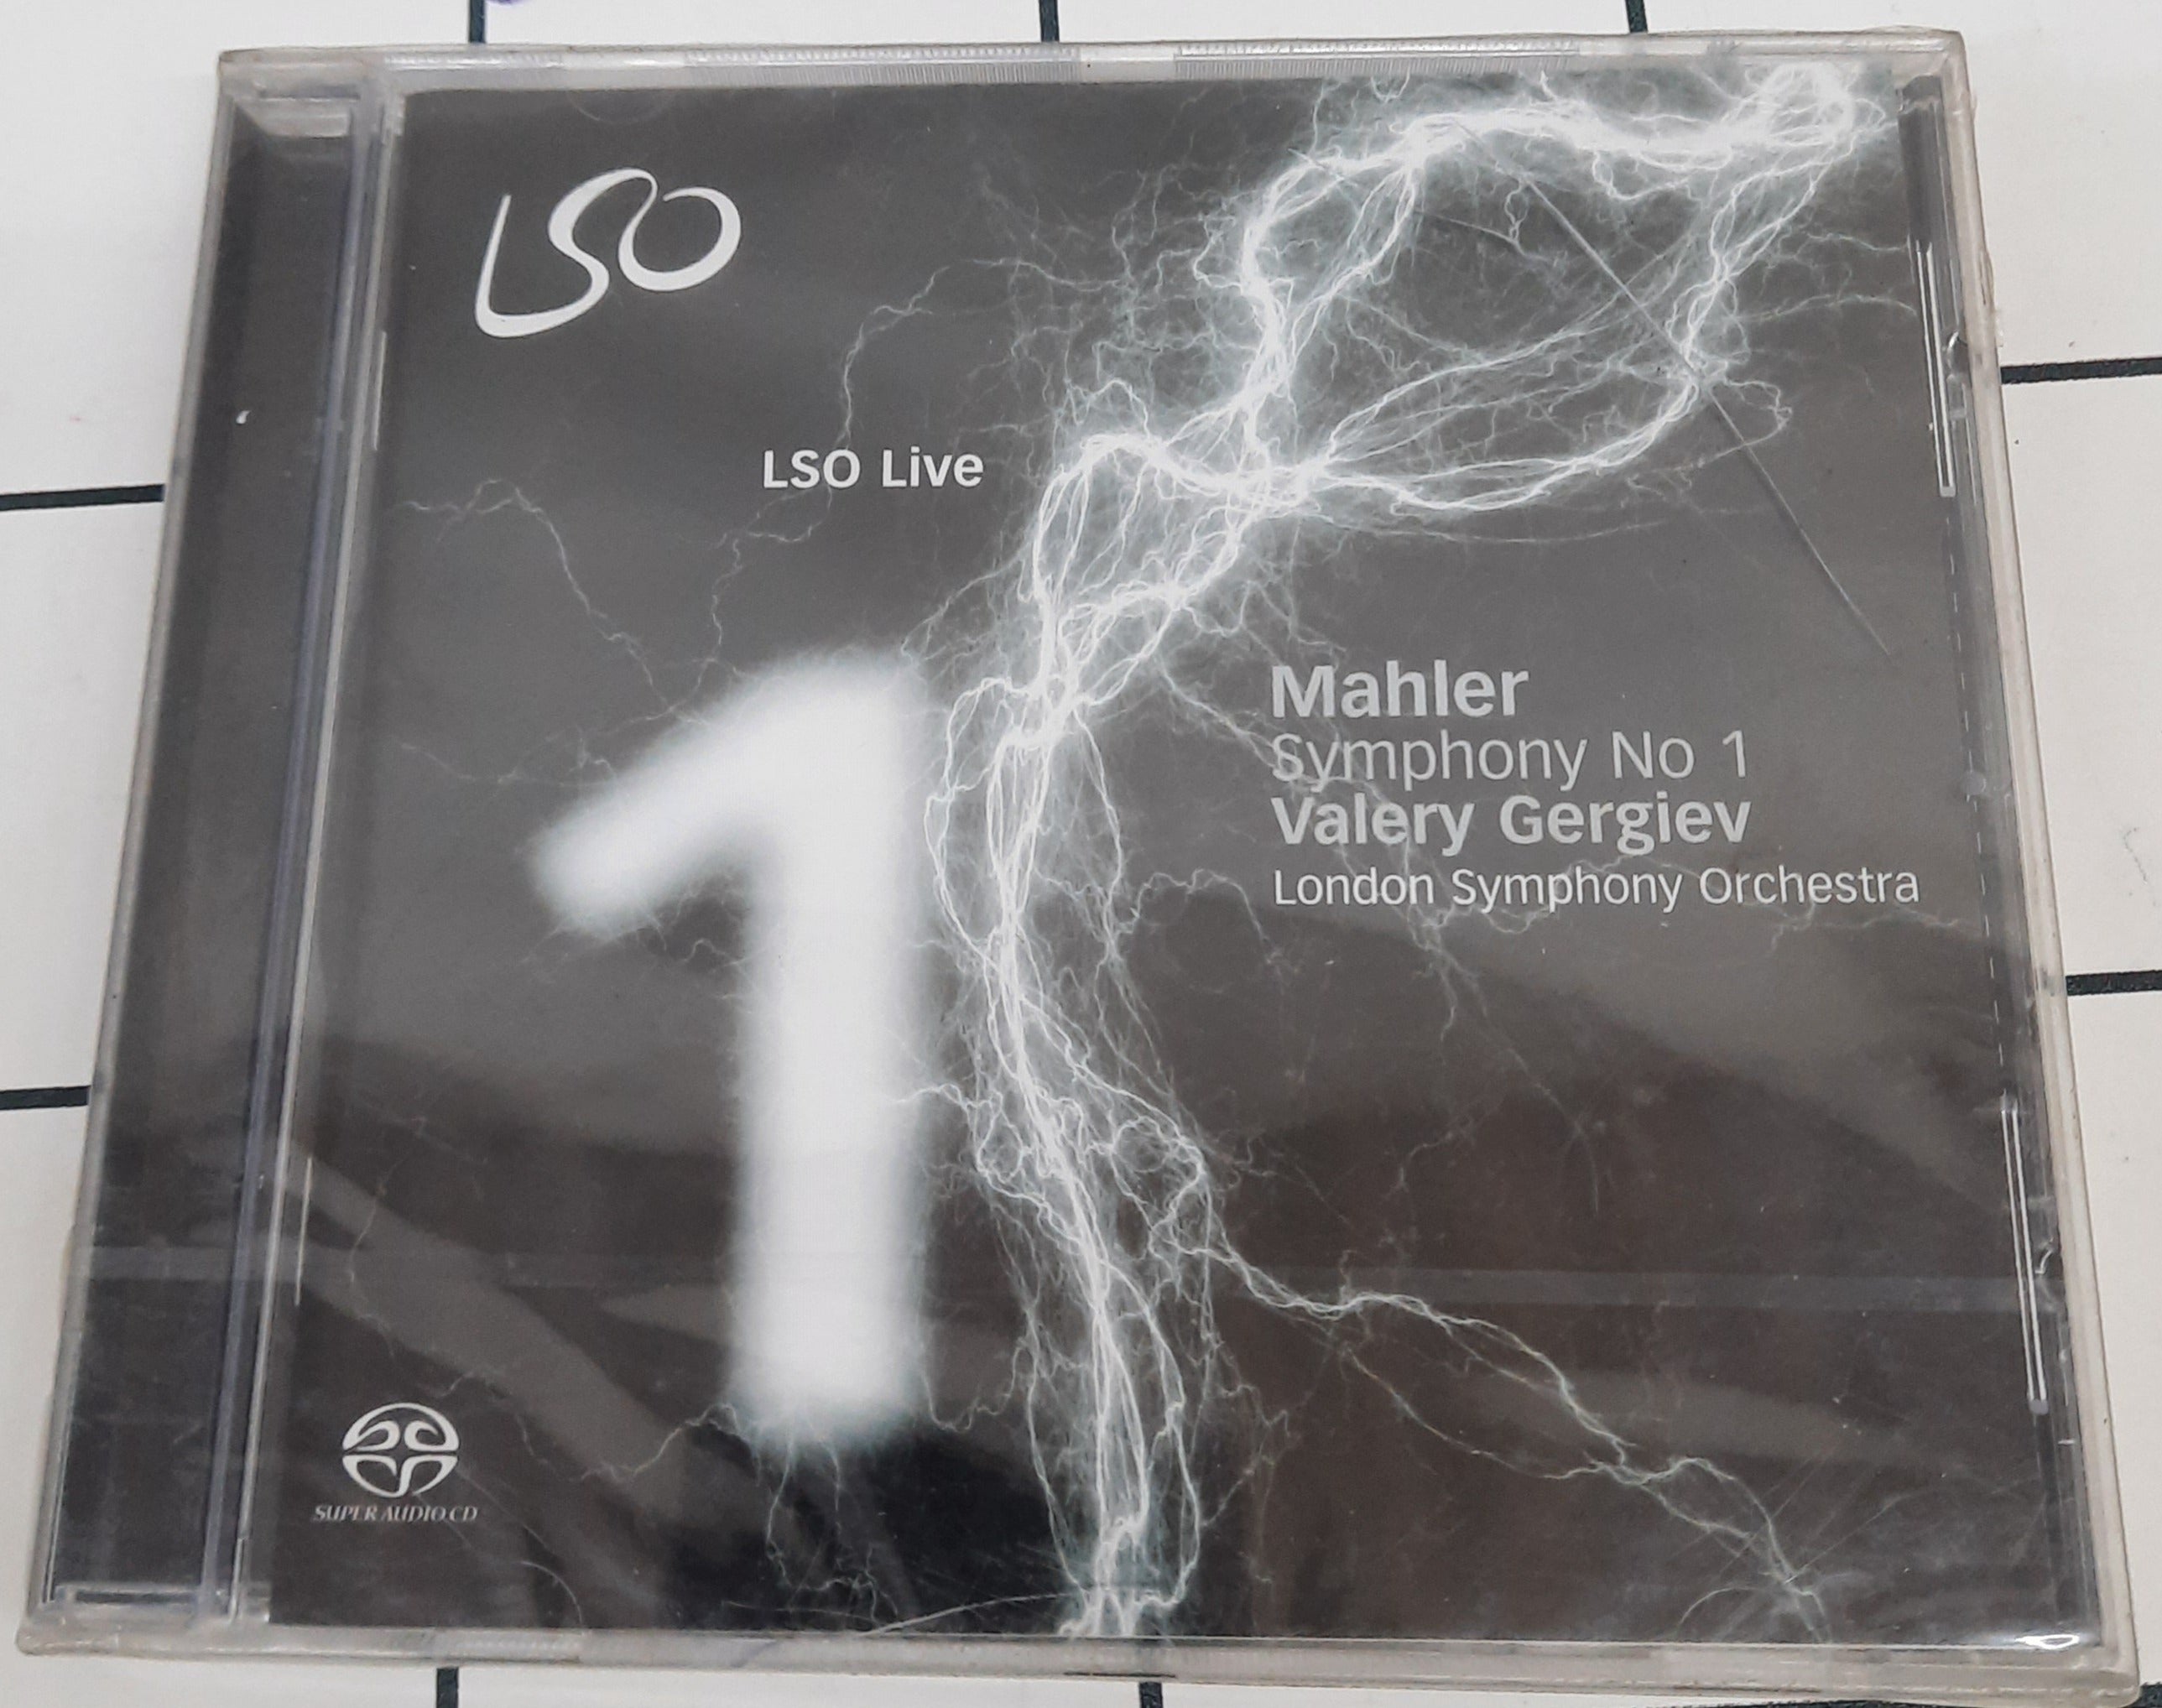 LSO
LSO Live
1
Mahler
Symphony No 1
Valery Gergiev
London Symphony Orchestra
SUPER AUDIO CD